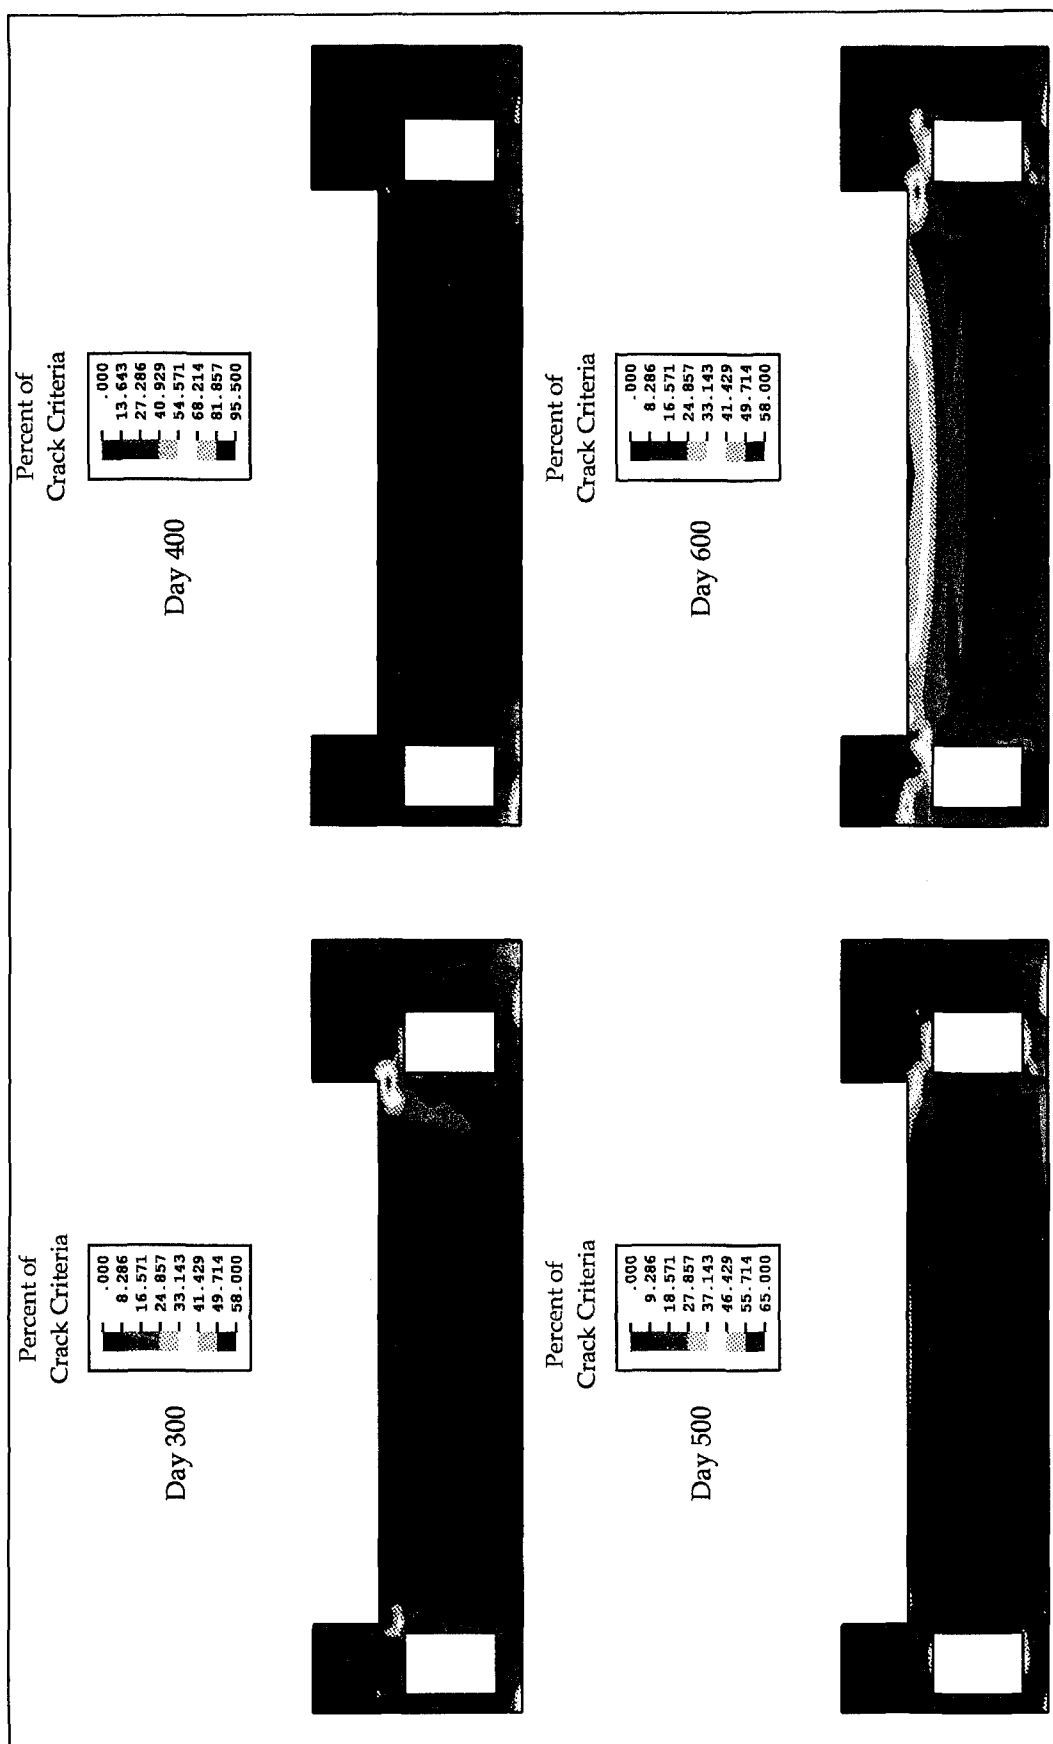 Percent of
Crack Criteria
.000
8.286
16.571
24.857
33.143
41.429
49.714
58.000
Day 300
Percent of
Crack Criteria
.000
13.643
27.286
40.929
54.571
68.214
81.857
95.500
Day 400
Percent of
Crack Criteria
.000
9.286
18.571
27.857
37.143
46.429
55.714
65.000
Day 500
Percent of
Crack Criteria
.000
8.286
16.571
24.857
33.143
41.429
49.714
58.000
Day 600